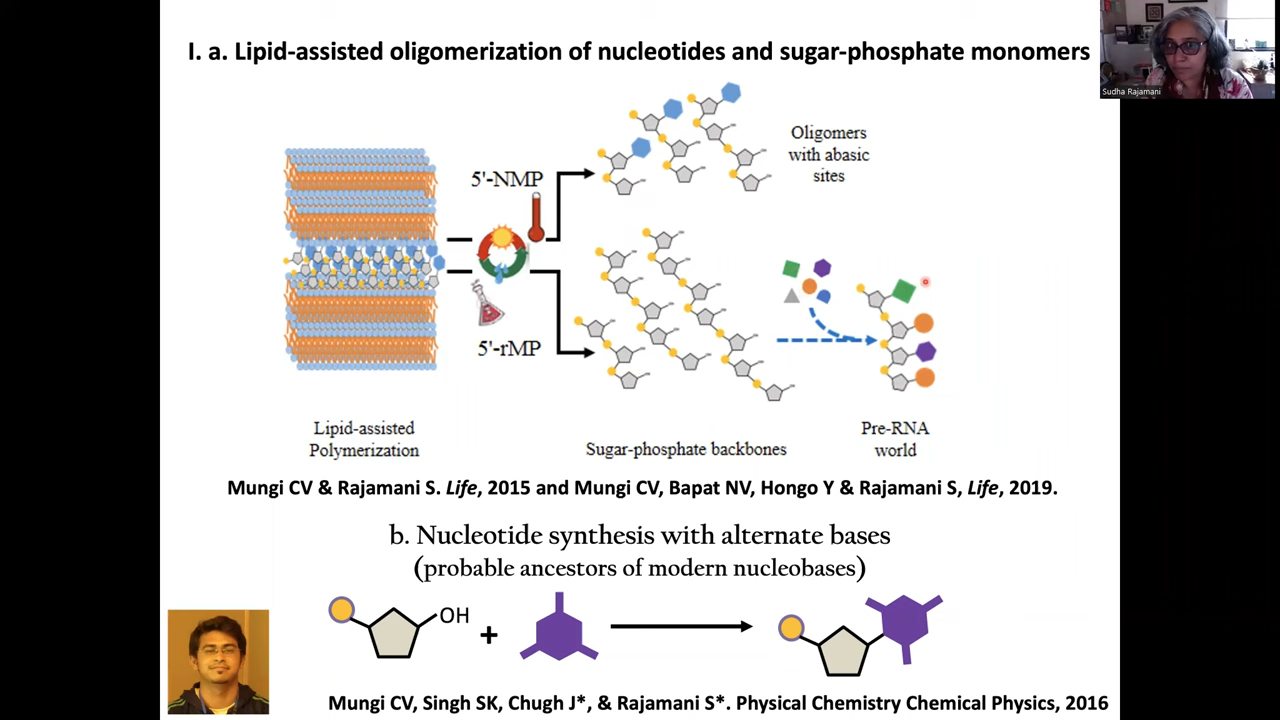 I. a. Lipid-assisted oligomerization of nucleotides and sugar-phosphate monomers
Sudha Rajamani
5'-NMP
Oligomers
with abasic
sites
5'-rMP
Lipid-assisted
Polymerization
Sugar-phosphate backbones
Pre-RNA
world
Mungi CV & Rajamani S. Life, 2015 and Mungi CV, Bapat NV, Hongo Y & Rajamani S, Life, 2019.
b. Nucleotide synthesis with alternate bases
(probable ancestors of modern nucleobases)
OH
+
Mungi CV, Singh SK, Chugh J*, & Rajamani S*. Physical Chemistry Chemical Physics, 2016